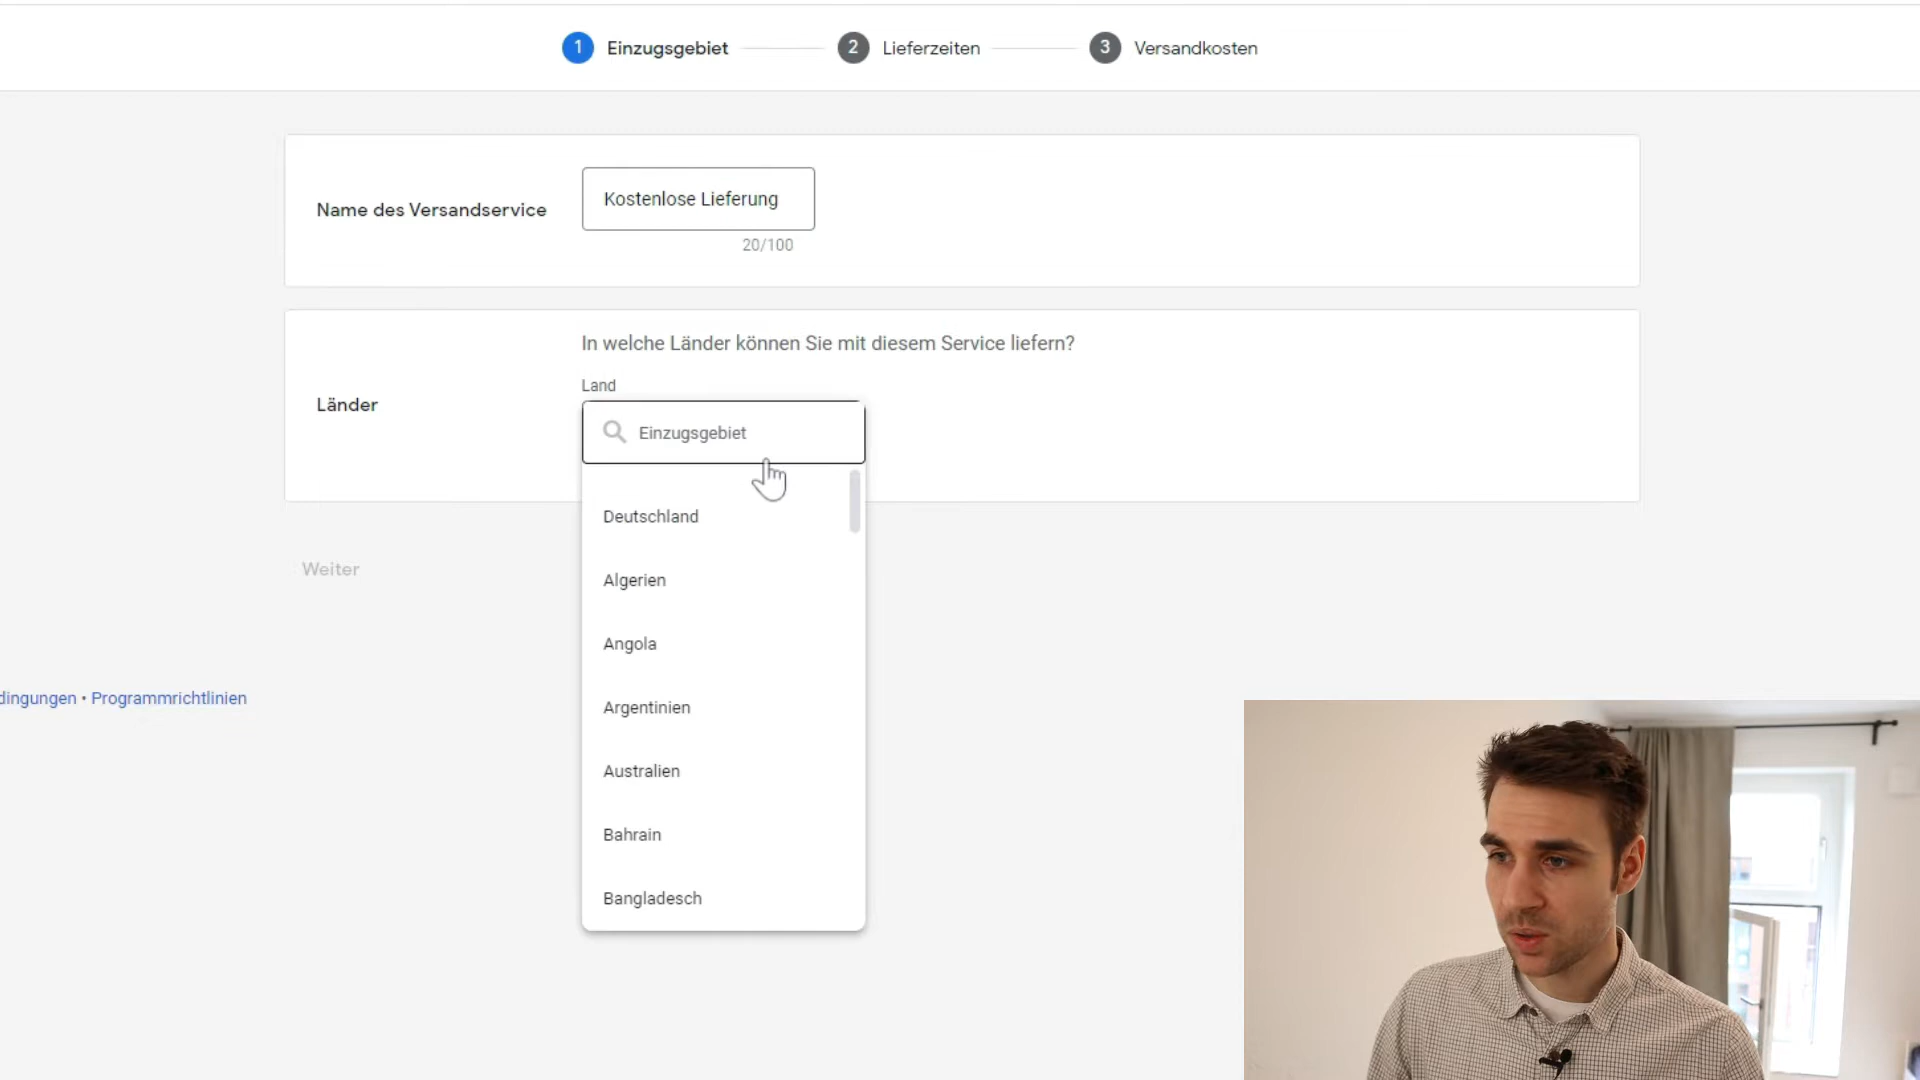 1 Einzugsgebiet 2 Lieferzeiten 3 Versandkosten
Name des Versandservice
Kostenlose Lieferung
20/100
In welche Länder können Sie mit diesem Service liefern?
Land
Länder
Einzugsgebiet
Deutschland
Algerien
Angola
Argentinien
Australien
Bahrain
Bangladesch
Weiter
dingungen • Programmrichtlinien